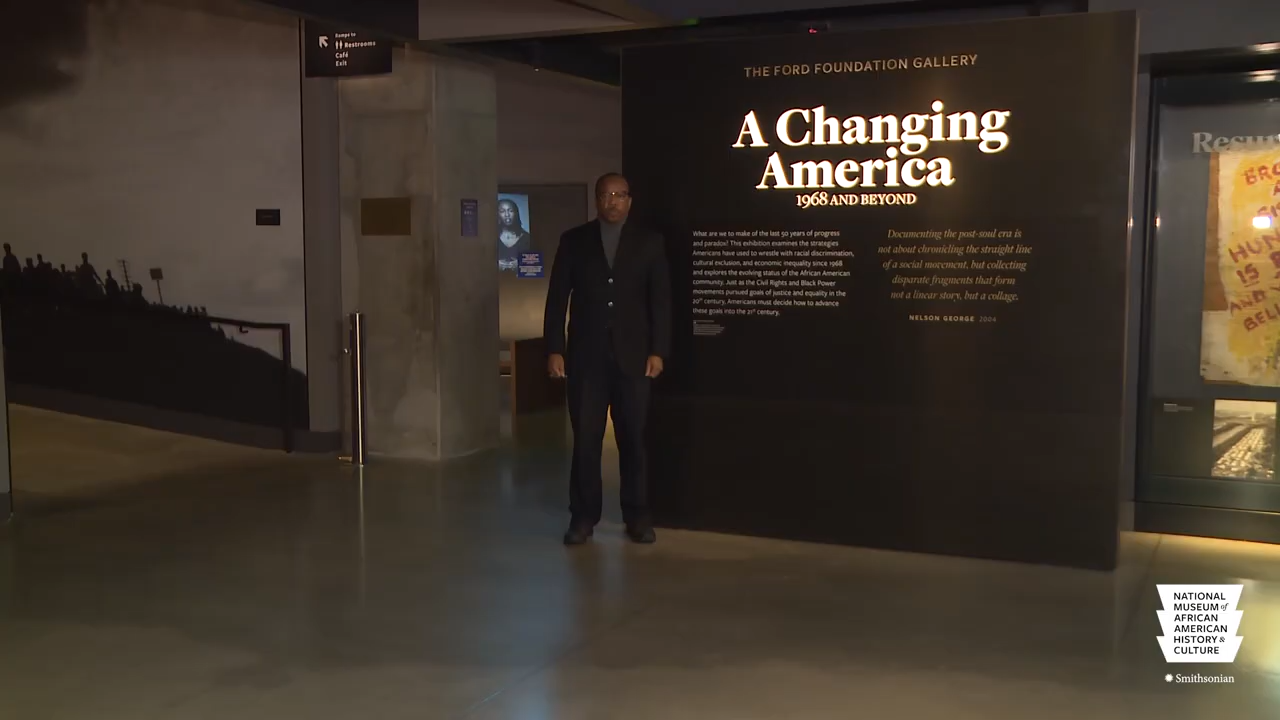 Ramps to
Restrooms
Café
Exit
THE FORD FOUNDATION GALLERY
A Changing
America
1968 AND BEYOND
What are we to make of the last 50 years of progress
and paradox? This exhibition examines the strategies
Americans have used to wrestle with racial discrimination,
cultural exclusion, and economic inequality since 1968
and explores the evolving status of the African American
community. Just as the Civil Rights and Black Power
movements pursued goals of justice and equality in the
20th century, Americans must decide how to advance
these goals into the 21st century.
Documenting the post-soul era is
not about chronicling the straight line
of a social movement, but collecting
disparate fragments that form
not a linear story, but a collage.
NELSON GEORGE 2004
NATIONAL
MUSEUM of
AFRICAN
AMERICAN
HISTORY &
CULTURE
Smithsonian